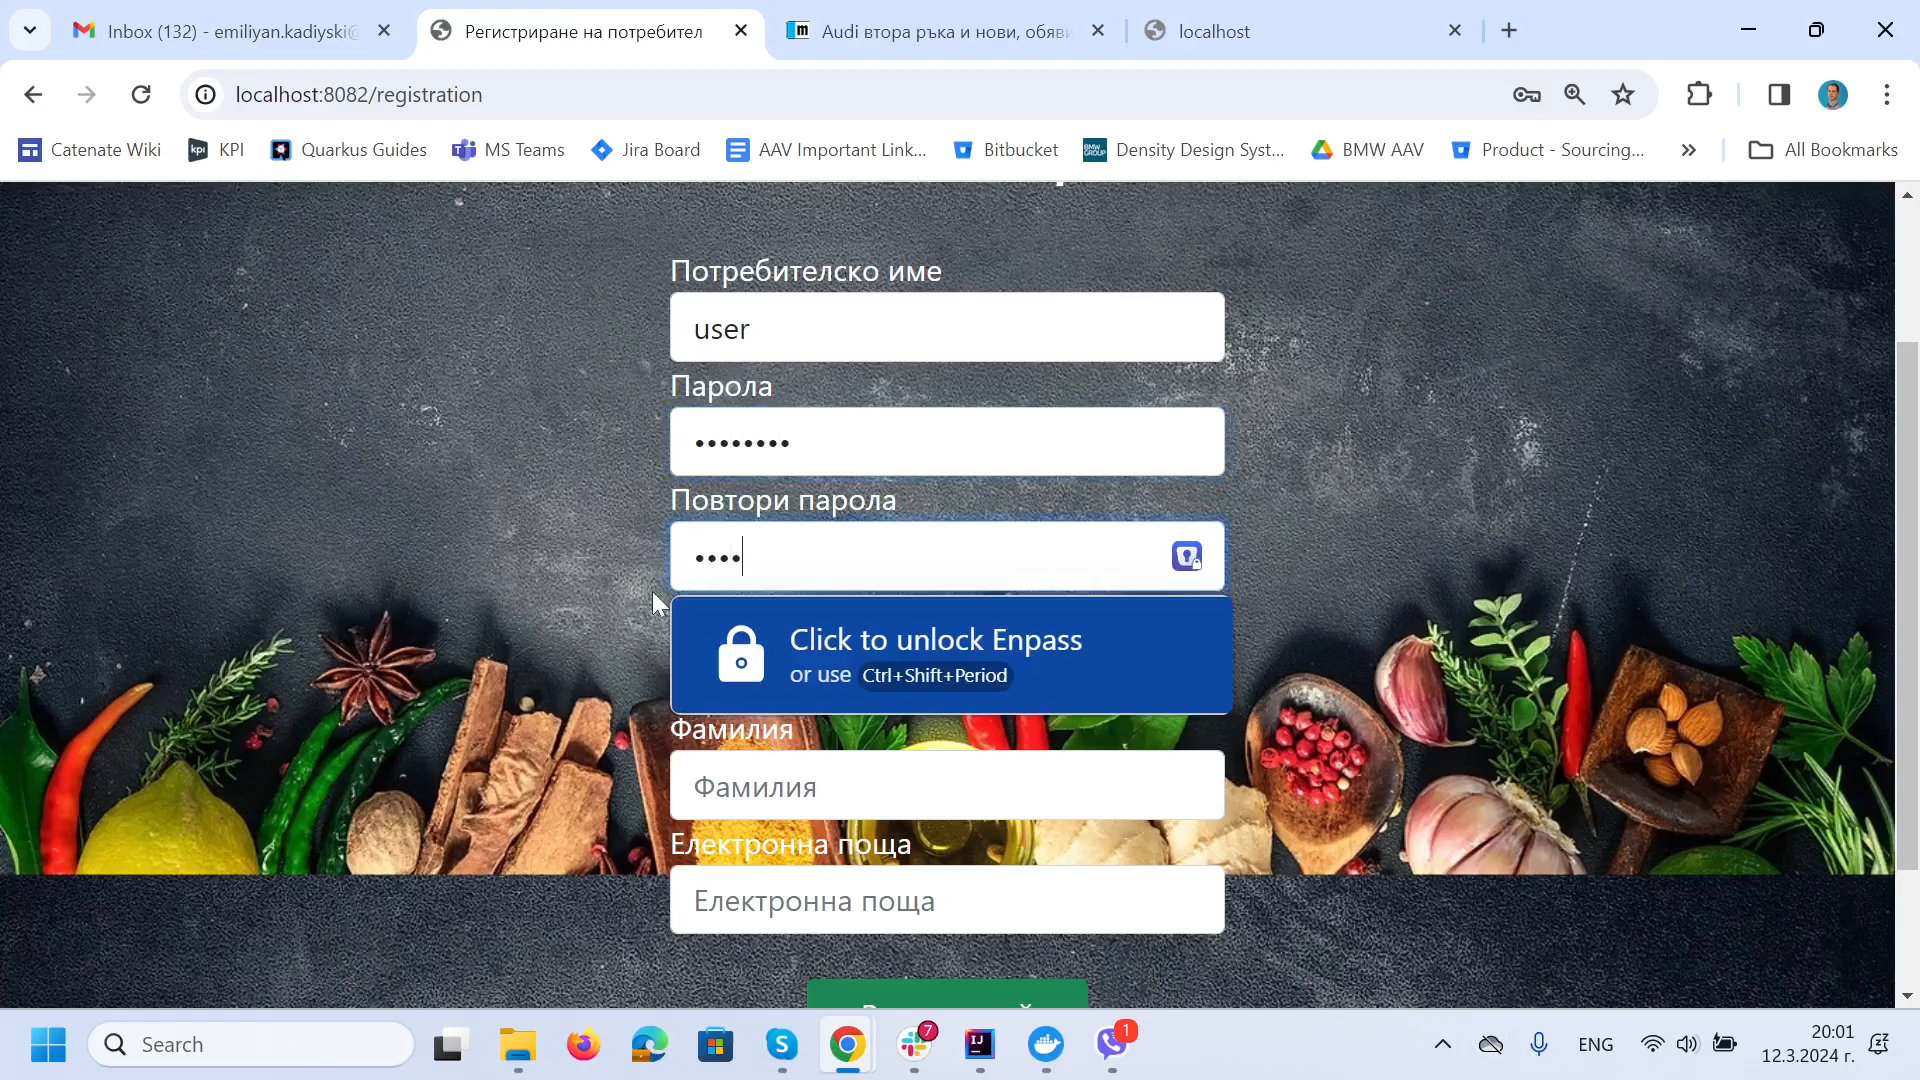 Inbox (132) - emiliyan.kadiyski@
Регистриране на потребител
Audi втора ръка и нови, обяви
localhost
localhost:8082/registration
Catenate Wiki
KPI
Quarkus Guides
MS Teams
Jira Board
AAV Important Link...
Bitbucket
Density Design Syst...
BMW AAV
Product - Sourcing...
All Bookmarks
Потребителско име
user
Парола
••••••••
Повтори парола
••••
Click to unlock Enpass
or use Ctrl+Shift+Period
Фамилия
Фамилия
Електронна поща
Електронна поща
Search
7
1
ENG
20:01
12.3.2024 г.